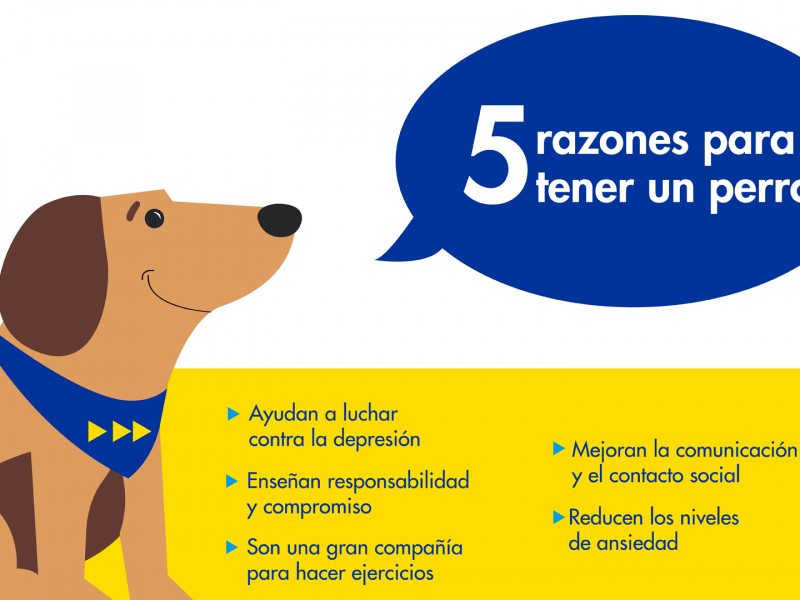 5 razones para
tener un perro
Ayudan a luchar
contra la depresión
Enseñan responsabilidad
y compromiso
Son una gran compañía
para hacer ejercicios
Mejoran la comunicación
y el contacto social
Reducen los niveles
de ansiedad